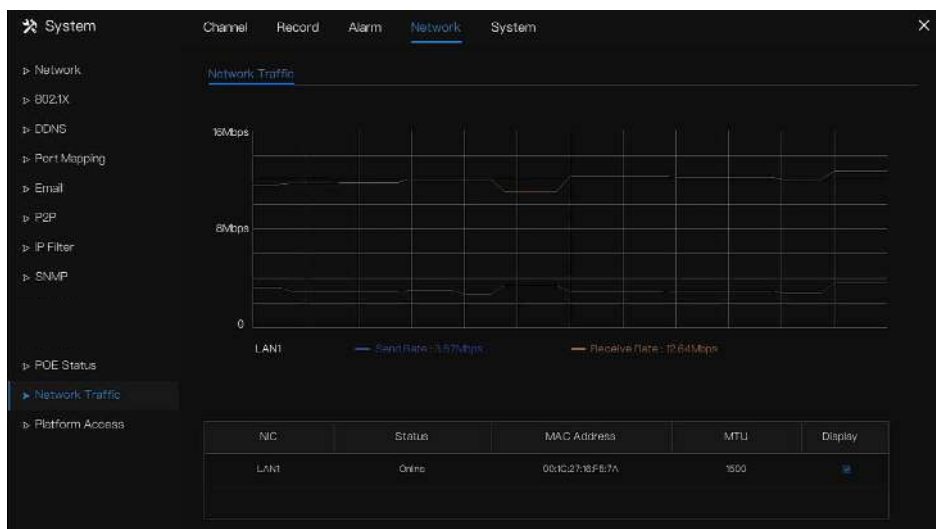 System
Channel Record Alarm Network System
Network
802.1X
DDNS
Port Mapping
Email
P2P
IP Filter
SNMP
POE Status
Network Traffic
Platform Access
Network Traffic
16Mbps
8Mbps
0
LAN1 Send Rate : 3.57Mbps Receive Rate : 12.64Mbps
NIC Status MAC Address MTU Display
LAN1 Online 1500